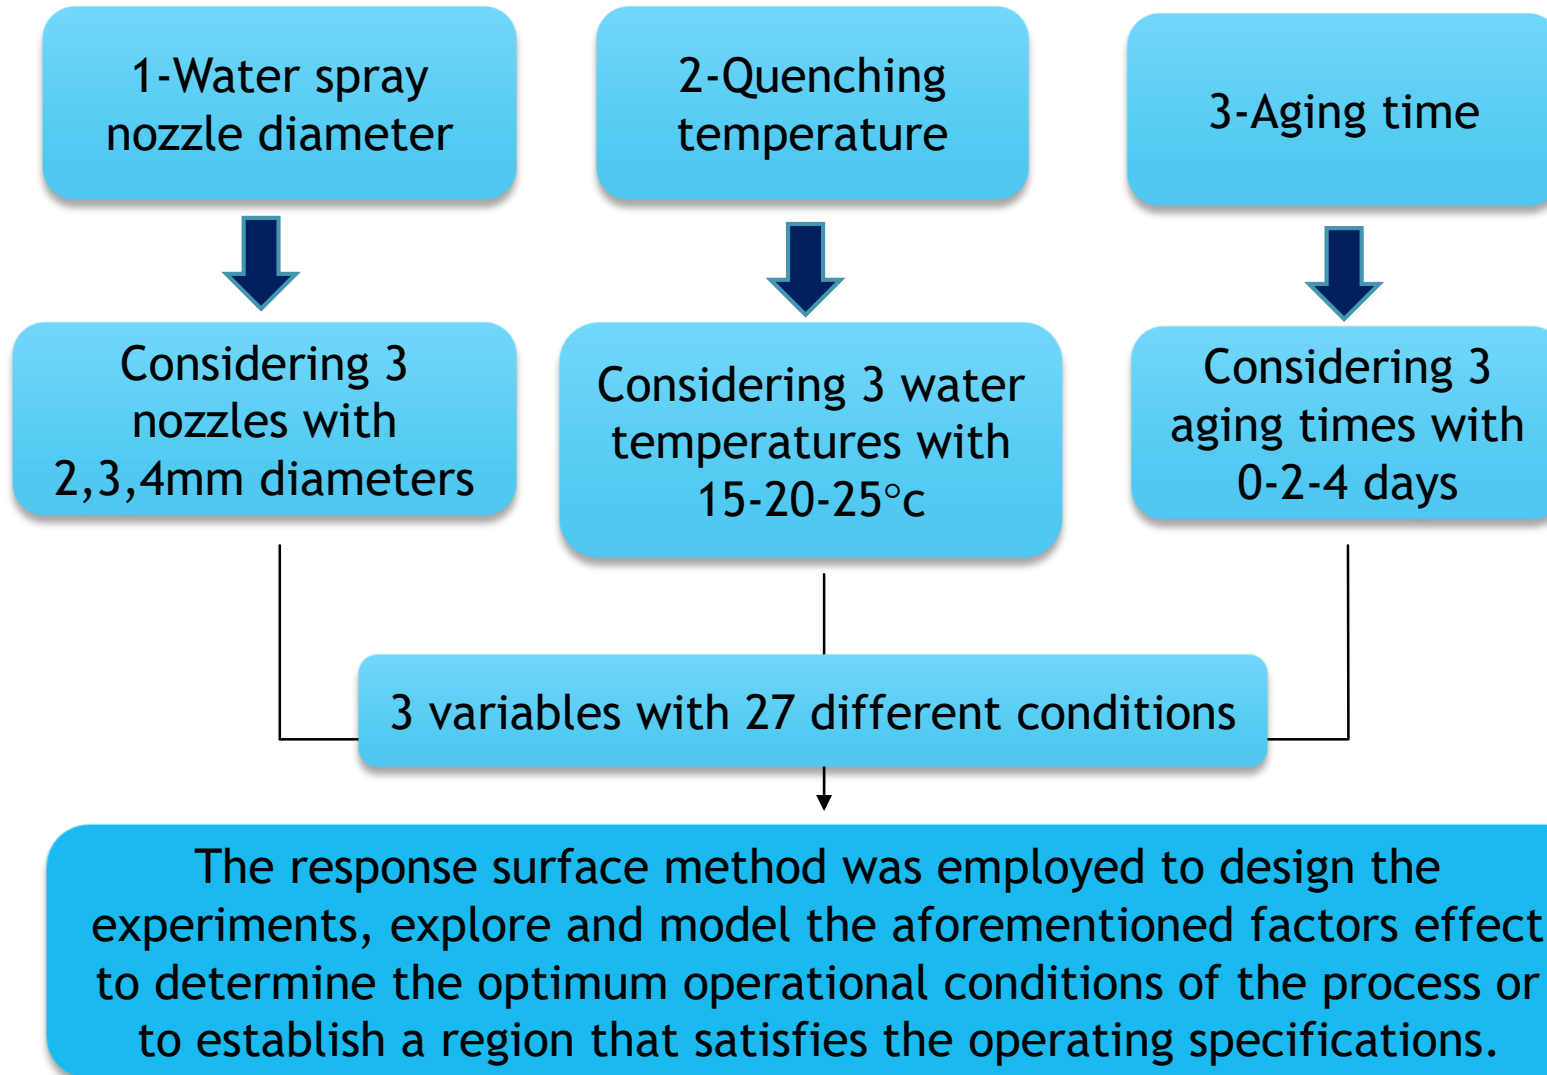 1-Water spray
nozzle diameter
2-Quenching
temperature
3-Aging time
Considering 3
nozzles with
2,3,4mm diameters
Considering 3 water
temperatures with
15-20-25°c
Considering 3
aging times with
0-2-4 days
3 variables with 27 different conditions
The response surface method was employed to design the
experiments, explore and model the aforementioned factors effect
to determine the optimum operational conditions of the process or
to establish a region that satisfies the operating specifications.